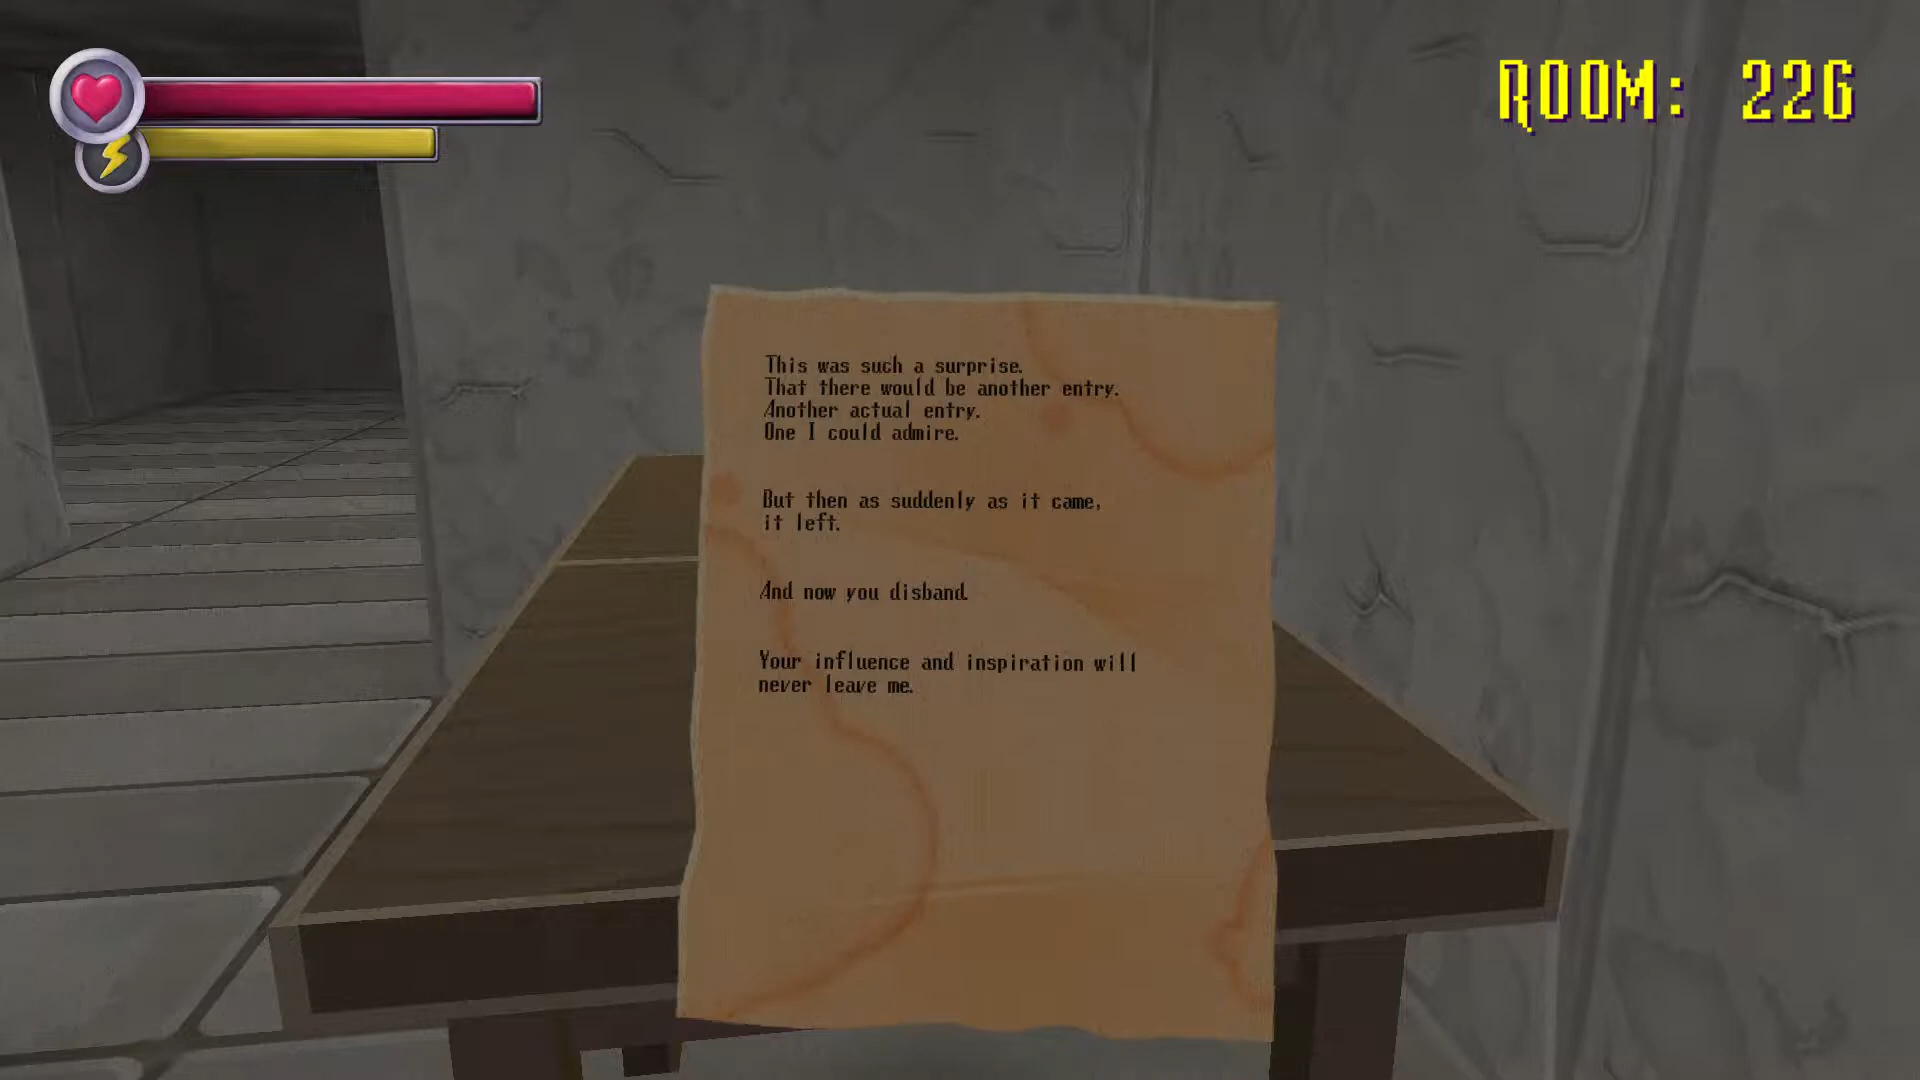 ROOM: 226
This was such a surprise.
That there would be another entry.
Another actual entry.
One I could admire.
But then as suddenly as it came,
it left.
And now you disband.
Your influence and inspiration will
never leave me.